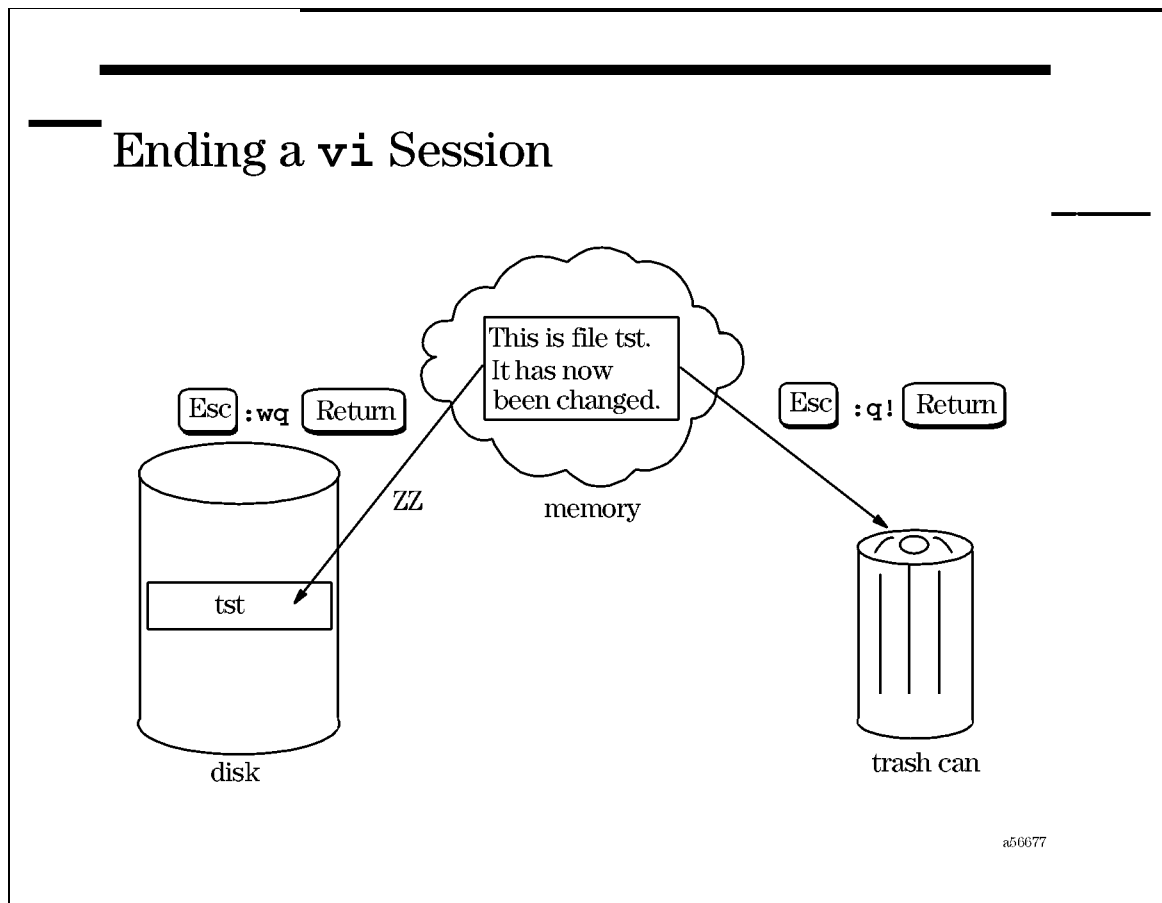 Ending a vi Session
This is file tst.
It has now
been changed.
Esc :wq Return
Esc :q! Return
ZZ
memory
tst
disk
trash can
a56677